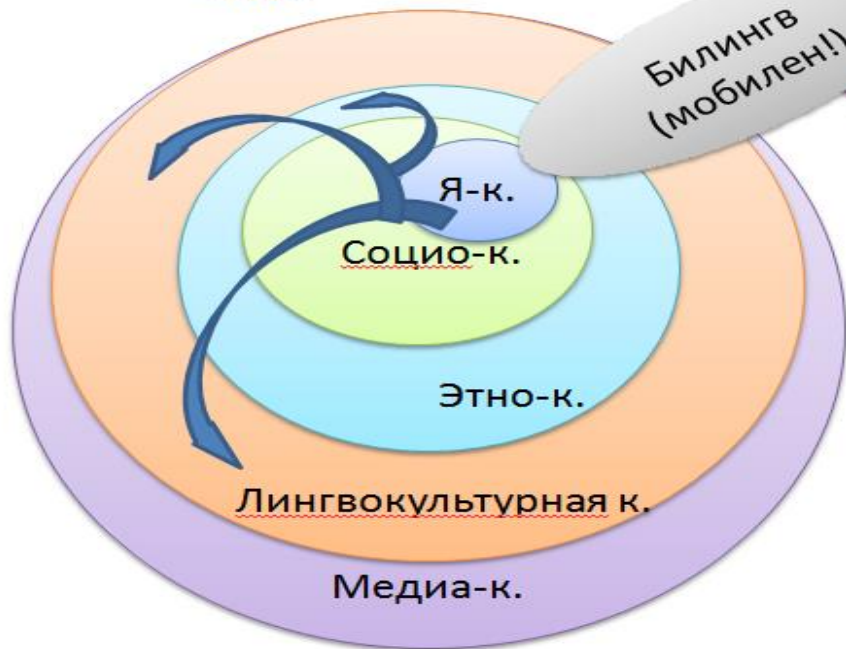 Билингв
(мобилен!)
Я-к.
Социо-к.
Этно-к.
Лингвокультурная к.
Медиа-к.